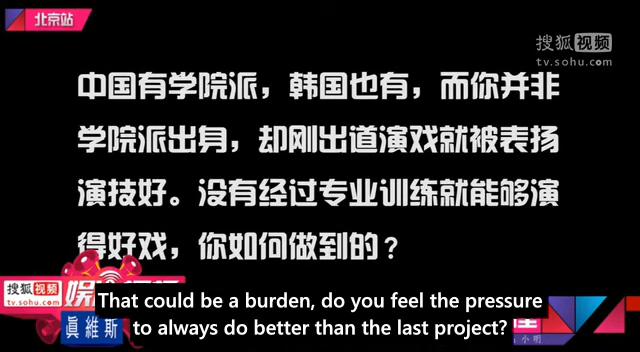 北京站
搜狐视频
tv.sohu.com
中国有学院派，韩国也有，而你并非
学院派出身，却刚出道演戏就被表扬
演技好。没有经过专业训练就能够演
得好戏，你如何做到的？
搜狐视频
tv.sohu.com
真维斯
That could be a burden, do you feel the pressure
to always do better than the last project?
小明